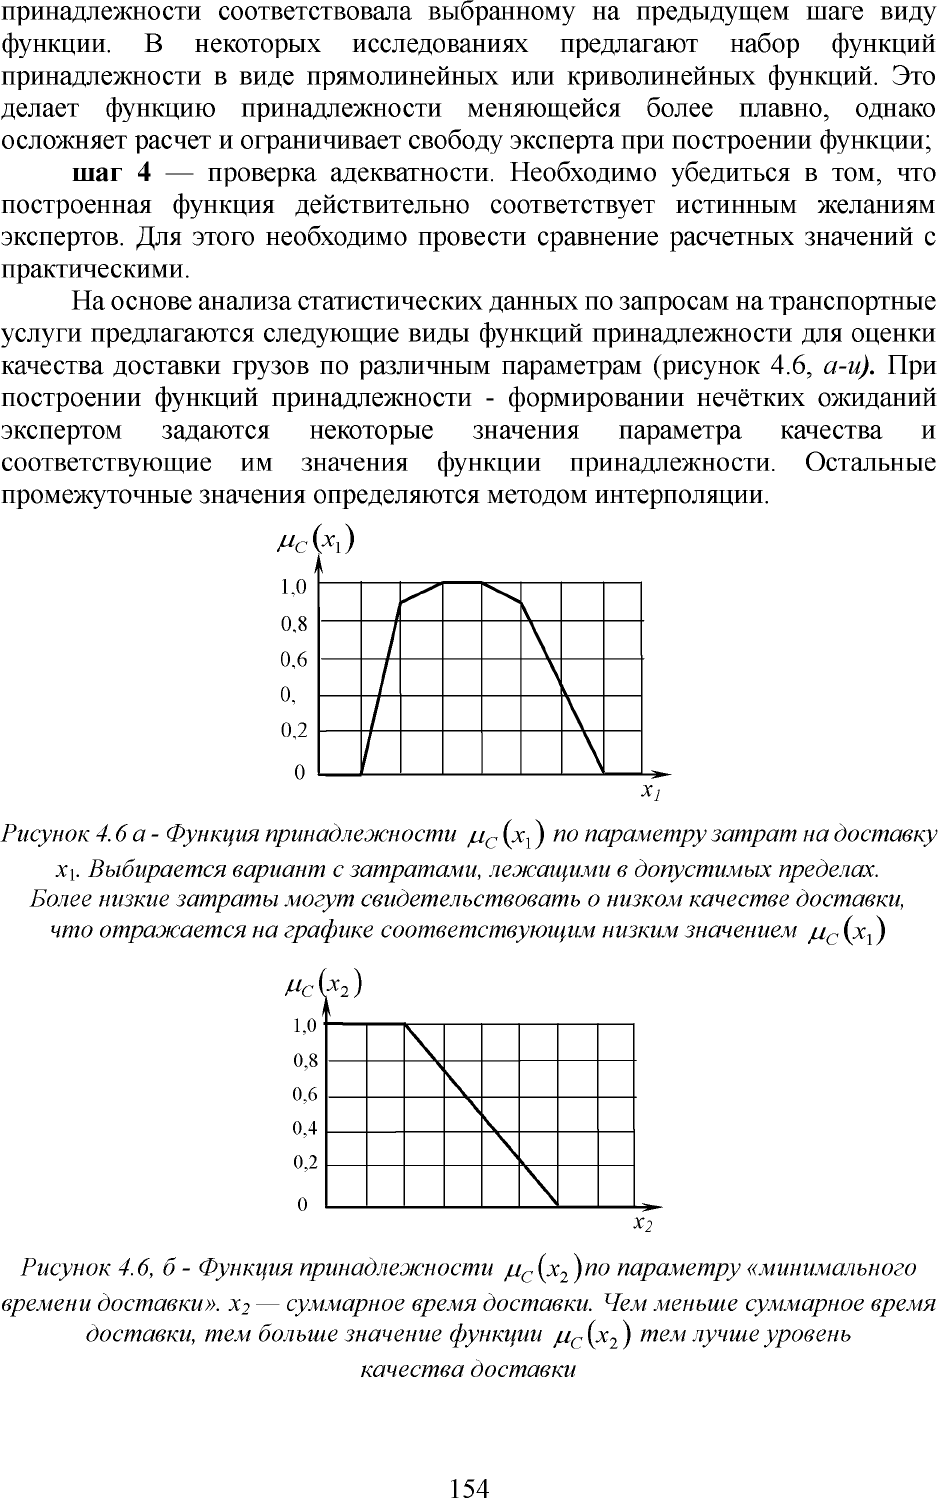 принадлежности соответствовала выбранному на предыдущем шаге виду
функции. В некоторых исследованиях предлагают набор функций
принадлежности в виде прямолинейных или криволинейных функций. Это
делает функцию принадлежности меняющейся более плавно, однако
осложняет расчет и ограничивает свободу эксперта при построении функции;
шаг 4 — проверка адекватности. Необходимо убедиться в том, что
построенная функция действительно соответствует истинным желаниям
экспертов. Для этого необходимо провести сравнение расчетных значений с
практическими.
На основе анализа статистических данных по запросам на транспортные
услуги предлагаются следующие виды функций принадлежности для оценки
качества доставки грузов по различным параметрам (рисунок 4.6, а-и). При
построении функций принадлежности - формировании нечётких ожиданий
экспертом задаются некоторые значения параметра качества и
соответствующие им значения функции принадлежности. Остальные
промежуточные значения определяются методом интерполяции.
μC(x1)
1,0
0,8
0,6
0,
0,2
0
x1
Рисунок 4.6 а - Функция принадлежности μC(x1) по параметру затрат на доставку
x1. Выбирается вариант с затратами, лежащими в допустимых пределах.
Более низкие затраты могут свидетельствовать о низком качестве доставки,
что отражается на графике соответствующим низким значением μC(x1)
μC(x2)
1,0
0,8
0,6
0,4
0,2
0
x2
Рисунок 4.6, б - Функция принадлежности μC(x2)по параметру «минимального
времени доставки». x2 — суммарное время доставки. Чем меньше суммарное время
доставки, тем больше значение функции μC(x2) тем лучше уровень
качества доставки
154